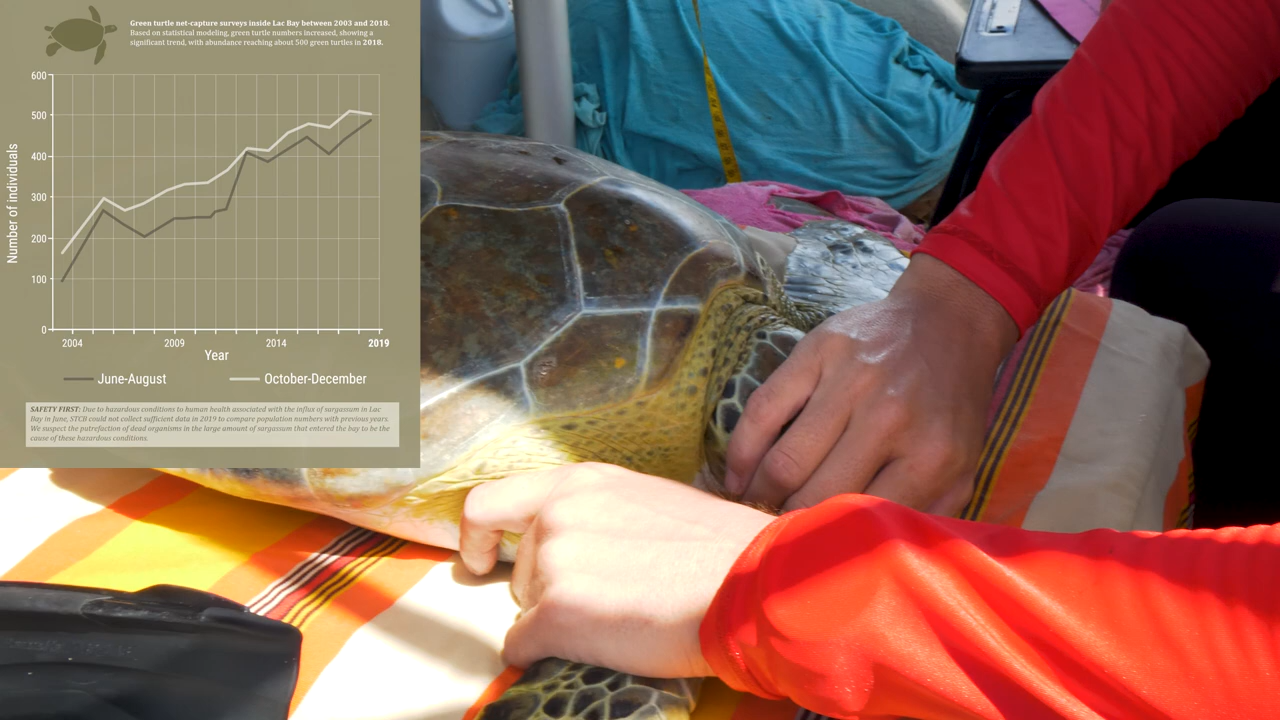 Green turtle net-capture surveys inside Lac Bay between 2003 and 2018.
Based on statistical modeling, green turtle numbers increased, showing a
significant trend, with abundance reaching about 500 green turtles in 2018.
600
500
400
300
200
100
0
Number of individuals
2004 2009 2014 2019
Year
June-August October-December
SAFETY FIRST: Due to hazardous conditions to human health associated with the influx of sargassum in Lac
Bay in June, STCB could not collect sufficient data in 2019 to compare population numbers with previous years.
We suspect the putrefaction of dead organisms in the large amount of sargassum that entered the bay to be the
cause of these hazardous conditions.